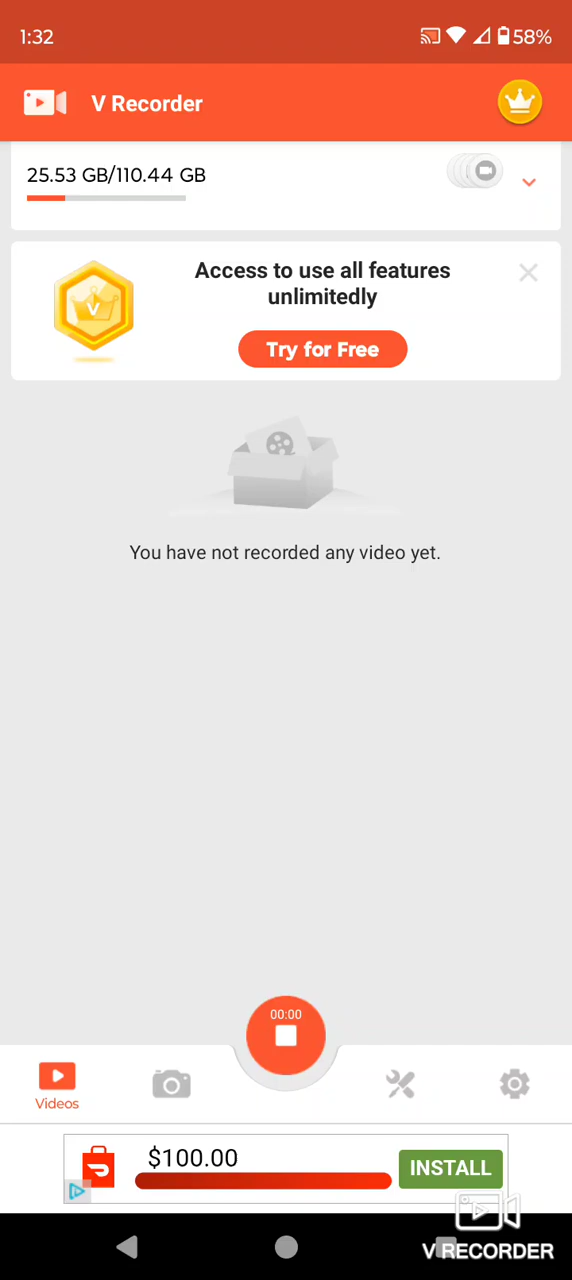 1:32
58%
V Recorder
25.53 GB/110.44 GB
V
Access to use all features
unlimitedly
Try for Free
You have not recorded any video yet.
00:00
Videos
$100.00
INSTALL
V RECORDER